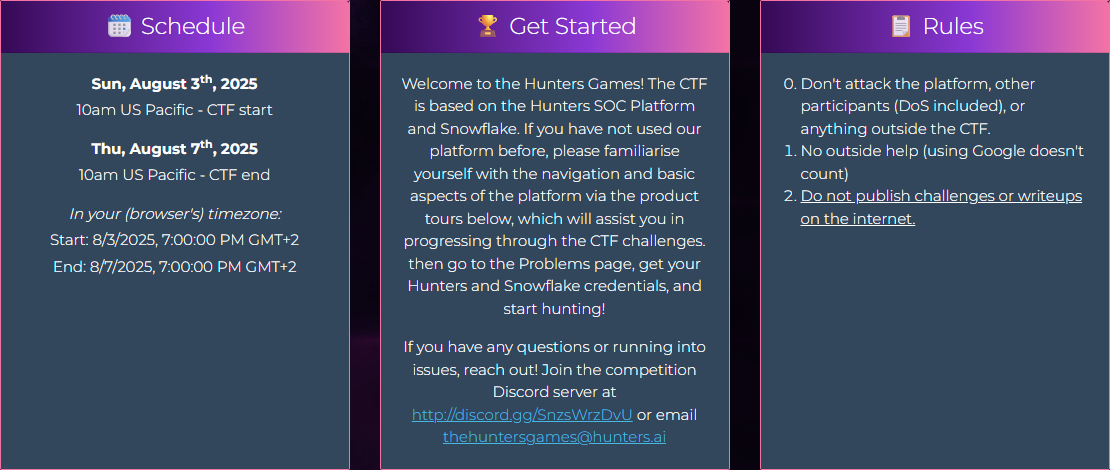 Schedule
Sun, August 3th, 2025
10am US Pacific - CTF start
Thu, August 7th, 2025
10am US Pacific - CTF end
In your (browser's) timezone:
Start: 8/3/2025, 7:00:00 PM GMT+2
End: 8/7/2025, 7:00:00 PM GMT+2
Get Started
Welcome to the Hunters Games! The CTF
is based on the Hunters SOC Platform
and Snowflake. If you have not used our
platform before, please familiarise
yourself with the navigation and basic
aspects of the platform via the product
tours below, which will assist you in
progressing through the CTF challenges.
then go to the Problems page, get your
Hunters and Snowflake credentials, and
start hunting!
If you have any questions or running into
issues, reach out! Join the competition
Discord server at
http://discord.gg/SnzsWrzDvU or email
thehuntersgames@hunters.ai
Rules
0. Don't attack the platform, other
participants (DoS included), or
anything outside the CTF.
1. No outside help (using Google doesn't
count)
2. Do not publish challenges or writeups
on the internet.